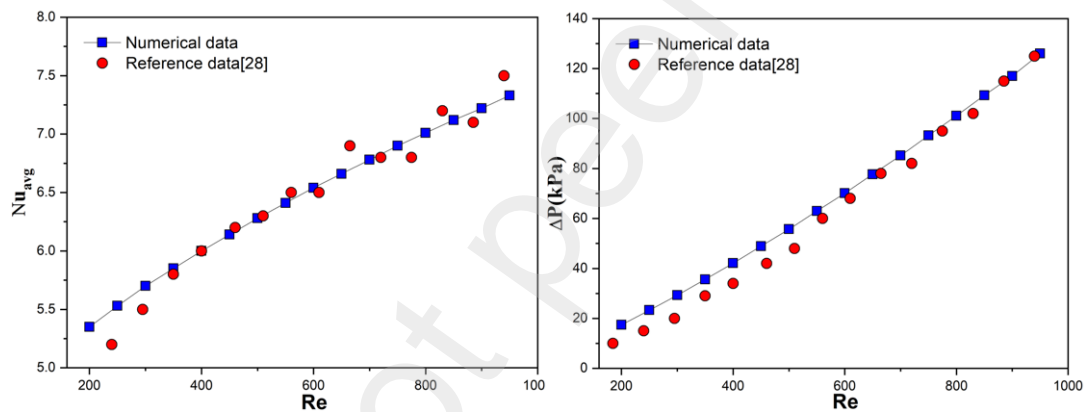 8.0
7.5
7.0
6.5
6.0
5.5
5.0
Nu_avg
Numerical data
Reference data[28]
200 400 600 800 100
Re
140
120
100
80
60
40
20
0
ΔP(kPa)
Numerical data
Reference data[28]
200 400 600 800 1000
Re